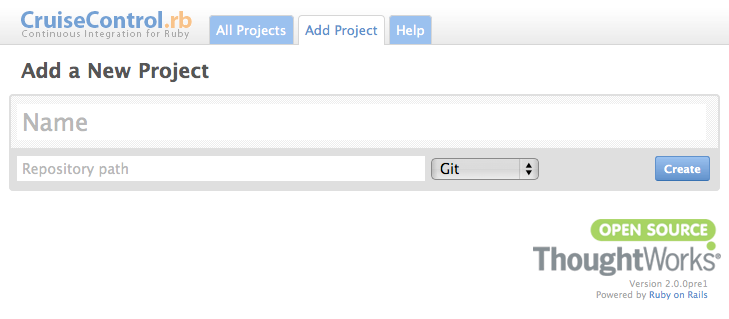 CruiseControl.rb
Continuous Integration for Ruby
All Projects
Add Project
Help
Add a New Project
Name
Repository path
Git
Create
OPEN SOURCE
ThoughtWorks®
Version 2.0.0pre1
Powered by Ruby on Rails